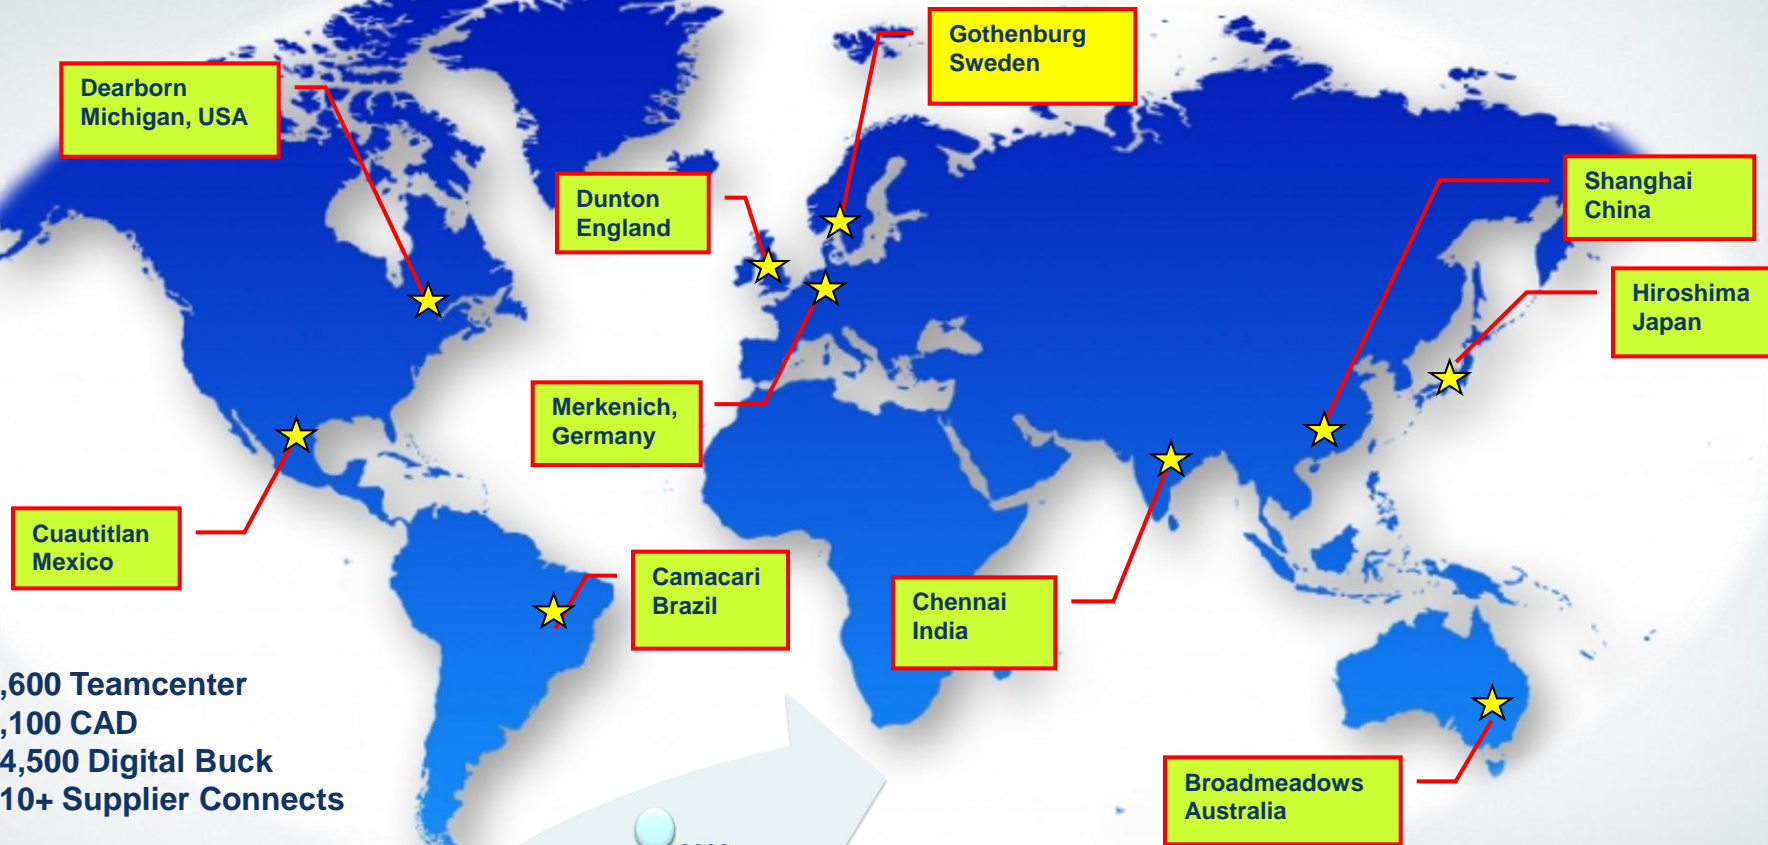 Gothenburg
Sweden
Dearborn
Michigan, USA
Dunton
England
Shanghai
China
Hiroshima
Japan
Merkenich,
Germany
Cuautitlan
Mexico
Camacari
Brazil
Chennai
India
,600 Teamcenter
,100 CAD
4,500 Digital Buck
10+ Supplier Connects
Broadmeadows
Australia